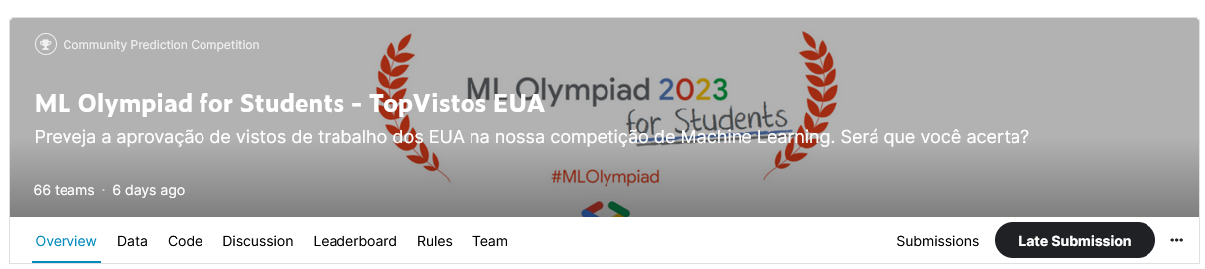 Community Prediction Competition
ML Olympiad 2023
ML Olympiad for Students - TopVistos EUA
for Students
Preveja a aprovação de vistos de trabalho dos EUA na nossa competição de Machine Learning. Será que você acerta?
#MLOlympiad
66 teams · 6 days ago
Overview Data Code Discussion Leaderboard Rules Team Submissions Late Submission